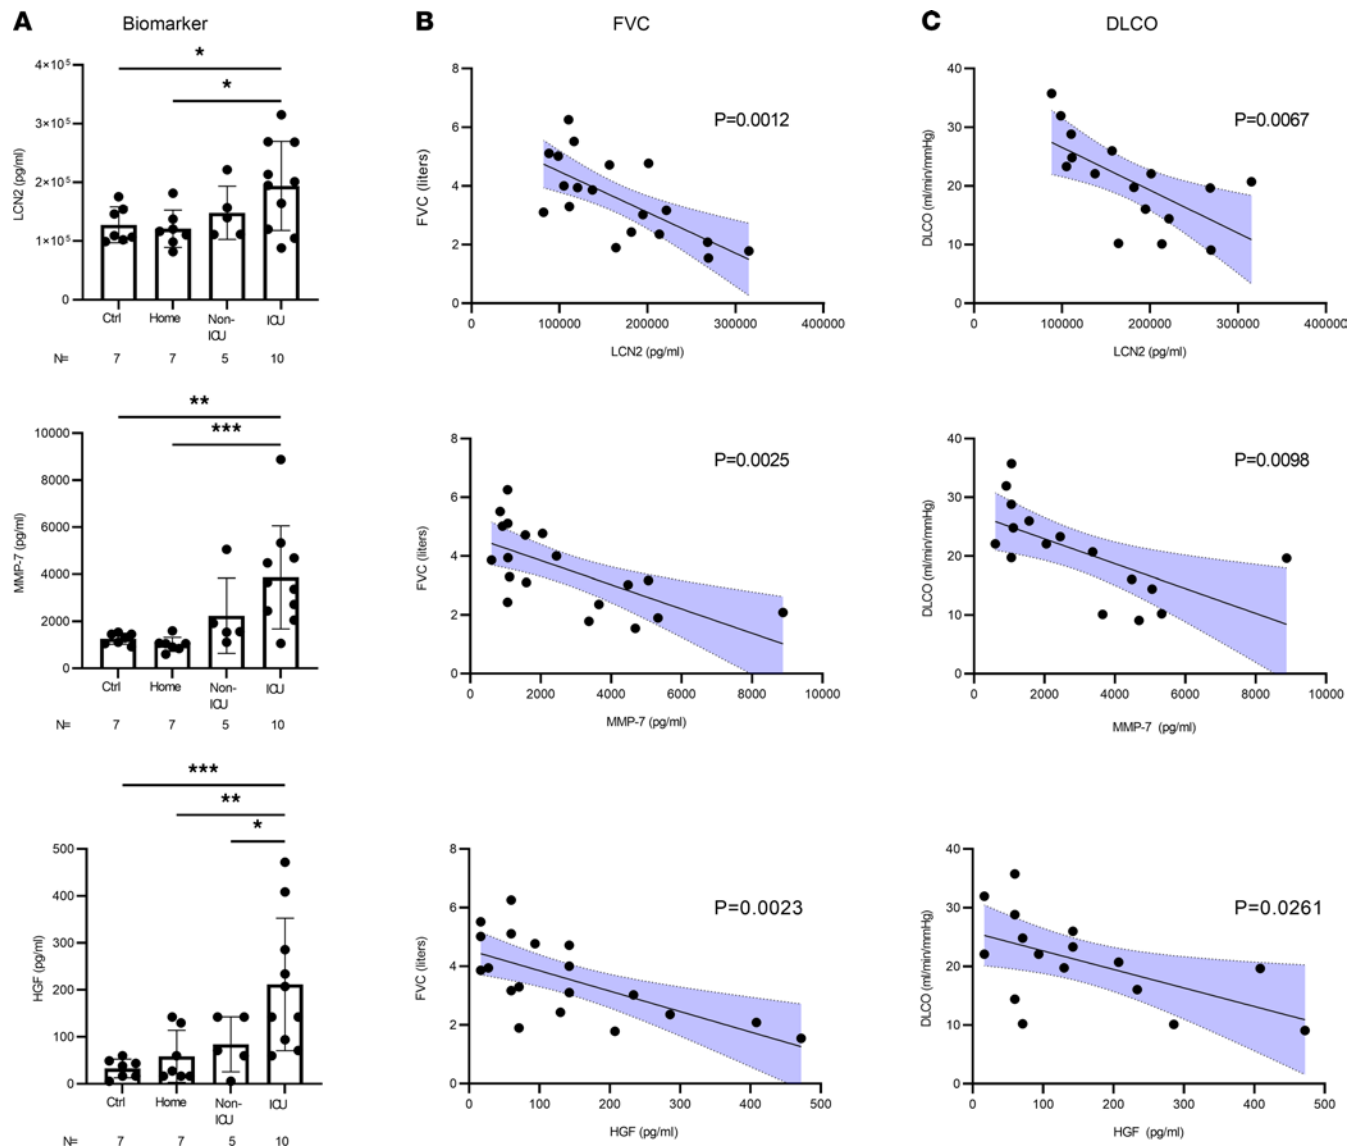 A Biomarker B FVC C DLCO
LCN2 (pg/ml)
4×10⁵
3×10⁵
2×10⁵
1×10⁵
0
*
*
Ctrl Home Non-ICU ICU
N= 7 7 5 10
FVC (liters)
8
6
4
2
0
P=0.0012
0 100000 200000 300000 400000
LCN2 (pg/ml)
DLCO (ml/min/mmHg)
40
30
20
10
0
P=0.0067
0 100000 200000 300000 400000
LCN2 (pg/ml)
MMP-7 (pg/ml)
10000
8000
6000
4000
2000
0
**
***
Ctrl Home Non-ICU ICU
N= 7 7 5 10
FVC (liters)
8
6
4
2
0
P=0.0025
0 2000 4000 6000 8000 10000
MMP-7 (pg/ml)
DLCO (ml/min/mmHg)
40
30
20
10
0
P=0.0098
0 2000 4000 6000 8000 10000
MMP-7 (pg/ml)
HGF (pg/ml)
500
400
300
200
100
0
***
**
*
Ctrl Home Non-ICU ICU
N= 7 7 5 10
FVC (liters)
8
6
4
2
0
P=0.0023
0 100 200 300 400 500
HGF (pg/ml)
DLCO (ml/min/mmHg)
40
30
20
10
0
P=0.0261
0 100 200 300 400 500
HGF (pg/ml)